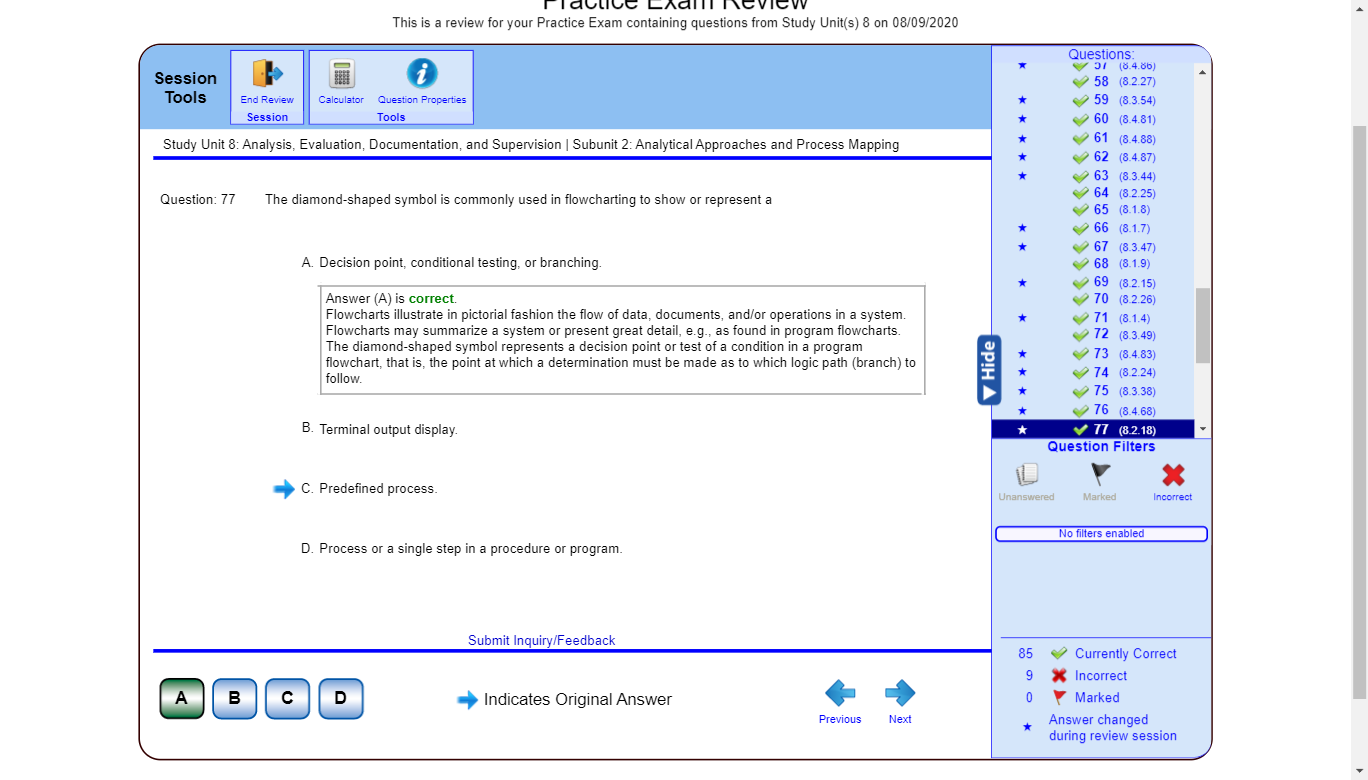 Practice Exam Review
This is a review for your Practice Exam containing questions from Study Unit(s) 8 on 08/09/2020
Session
Tools
End Review
Session
Calculator
Question Properties
Tools
Study Unit 8: Analysis, Evaluation, Documentation, and Supervision | Subunit 2: Analytical Approaches and Process Mapping
Question: 77 The diamond-shaped symbol is commonly used in flowcharting to show or represent a
A. Decision point, conditional testing, or branching.
Answer (A) is correct.
Flowcharts illustrate in pictorial fashion the flow of data, documents, and/or operations in a system.
Flowcharts may summarize a system or present great detail, e.g., as found in program flowcharts.
The diamond-shaped symbol represents a decision point or test of a condition in a program
flowchart, that is, the point at which a determination must be made as to which logic path (branch) to
follow.
B. Terminal output display.
C. Predefined process.
D. Process or a single step in a procedure or program.
Submit Inquiry/Feedback
A B C D
Indicates Original Answer
Previous
Next
Hide
Questions:
57 (8.4.86)
58 (8.2.27)
59 (8.3.54)
60 (8.4.81)
61 (8.4.88)
62 (8.4.87)
63 (8.3.44)
64 (8.2.25)
65 (8.1.8)
66 (8.1.7)
67 (8.3.47)
68 (8.1.9)
69 (8.2.15)
70 (8.2.26)
71 (8.1.4)
72 (8.3.49)
73 (8.4.83)
74 (8.2.24)
75 (8.3.38)
76 (8.4.68)
77 (8.2.18)
Question Filters
Unanswered
Marked
Incorrect
No filters enabled
85 Currently Correct
9 Incorrect
0 Marked
Answer changed
during review session